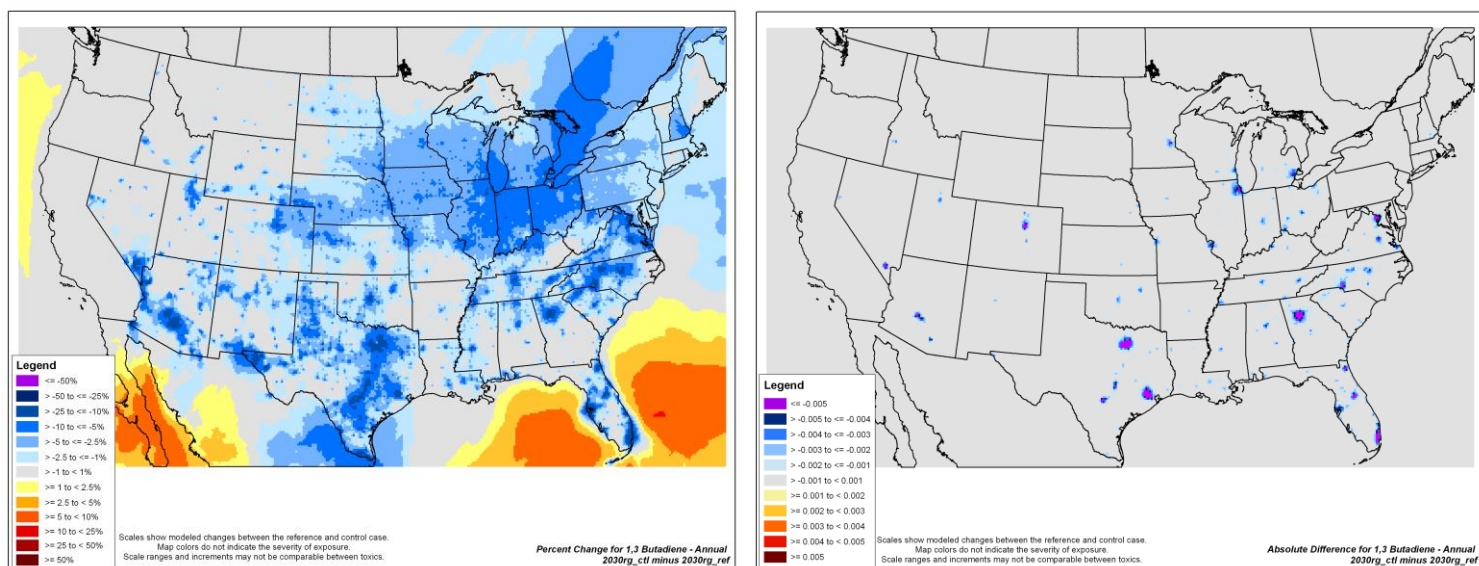 Legend
<= -50%
> -50 to <= -25%
> -25 to <= -10%
> -10 to <= -5%
> -5 to <= -2.5%
> -2.5 to <= -1%
> -1 to < 1%
>= 1 to < 2.5%
>= 2.5 to < 5%
>= 5 to < 10%
>= 10 to < 25%
>= 25 to < 50%
>= 50%
Scales show modeled changes between the reference and control case.
Map colors do not indicate the severity of exposure.
Scale ranges and increments may not be comparable between toxics.
Percent Change for 1,3 Butadiene - Annual
2030rg_ctl minus 2030rg_ref
Legend
<= -0.005
> -0.005 to <= -0.004
> -0.004 to <= -0.003
> -0.003 to <= -0.002
> -0.002 to <= -0.001
> -0.001 to < 0.001
>= 0.001 to < 0.002
>= 0.002 to < 0.003
>= 0.003 to < 0.004
>= 0.004 to < 0.005
>= 0.005
Scales show modeled changes between the reference and control case.
Map colors do not indicate the severity of exposure.
Scale ranges and increments may not be comparable between toxics.
Absolute Difference for 1,3 Butadiene - Annual
2030rg_ctl minus 2030rg_ref